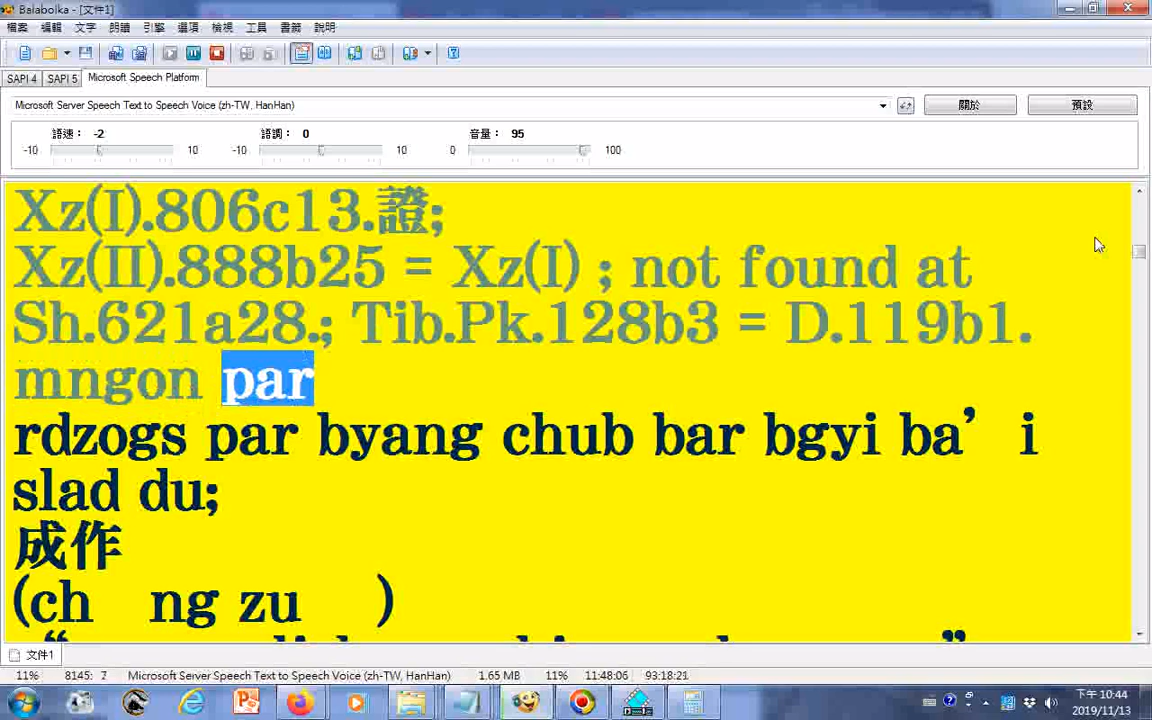 Balabolka - [文件1]
檔案 編輯 文字 朗讀 引擎 選項 檢視 工具 書籤 說明
SAPI 4 SAPI 5 Microsoft Speech Platform
Microsoft Server Speech Text to Speech Voice (zh-TW, HanHan) 關於 預設
語速： -2 語調： 0 音量： 95
-10 10 -10 10 0 100
Xz(I).806c13.證;
Xz(II).888b25 = Xz(I) ; not found at
Sh.621a28.; Tib.Pk.128b3 = D.119b1.
mngon par
rdzogs par byang chub bar bgyi ba’ i
slad du;
成作
(ch ng zu )
文件1
11% 8145: 7 Microsoft Server Speech Text to Speech Voice (zh-TW, HanHan) 1.65 MB 11% 11:48:06 93:18:21
下午 10:44
2019/11/13